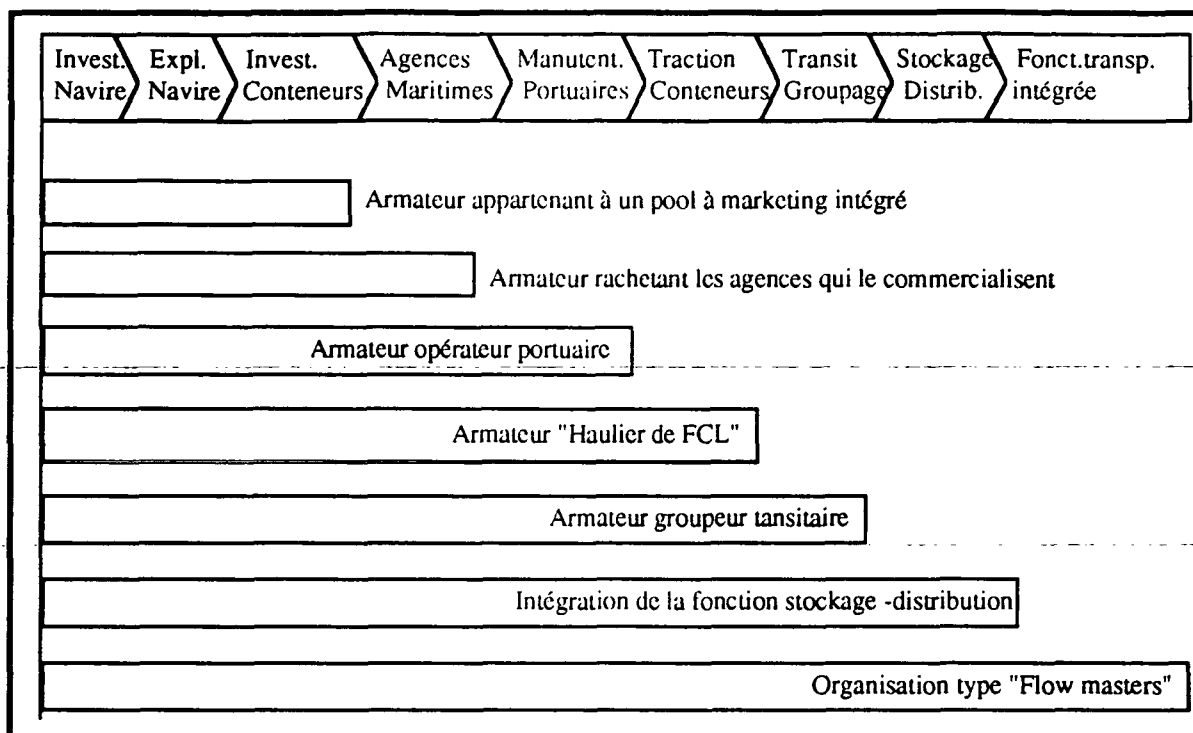 Invest. Expl. Invest. Agences Manutent. Traction Transit Stockage Fonct.transp.
Navire Navire Conteneurs Maritimes Portuaires Conteneurs Groupage Distrib. intégrée
Armateur appartenant à un pool à marketing intégré
Armateur rachetant les agences qui le commercialisent
Armateur opérateur portuaire
Armateur "Haulier de FCL"
Armateur groupeur tansitaire
Intégration de la fonction stockage -distribution
Organisation type "Flow masters"